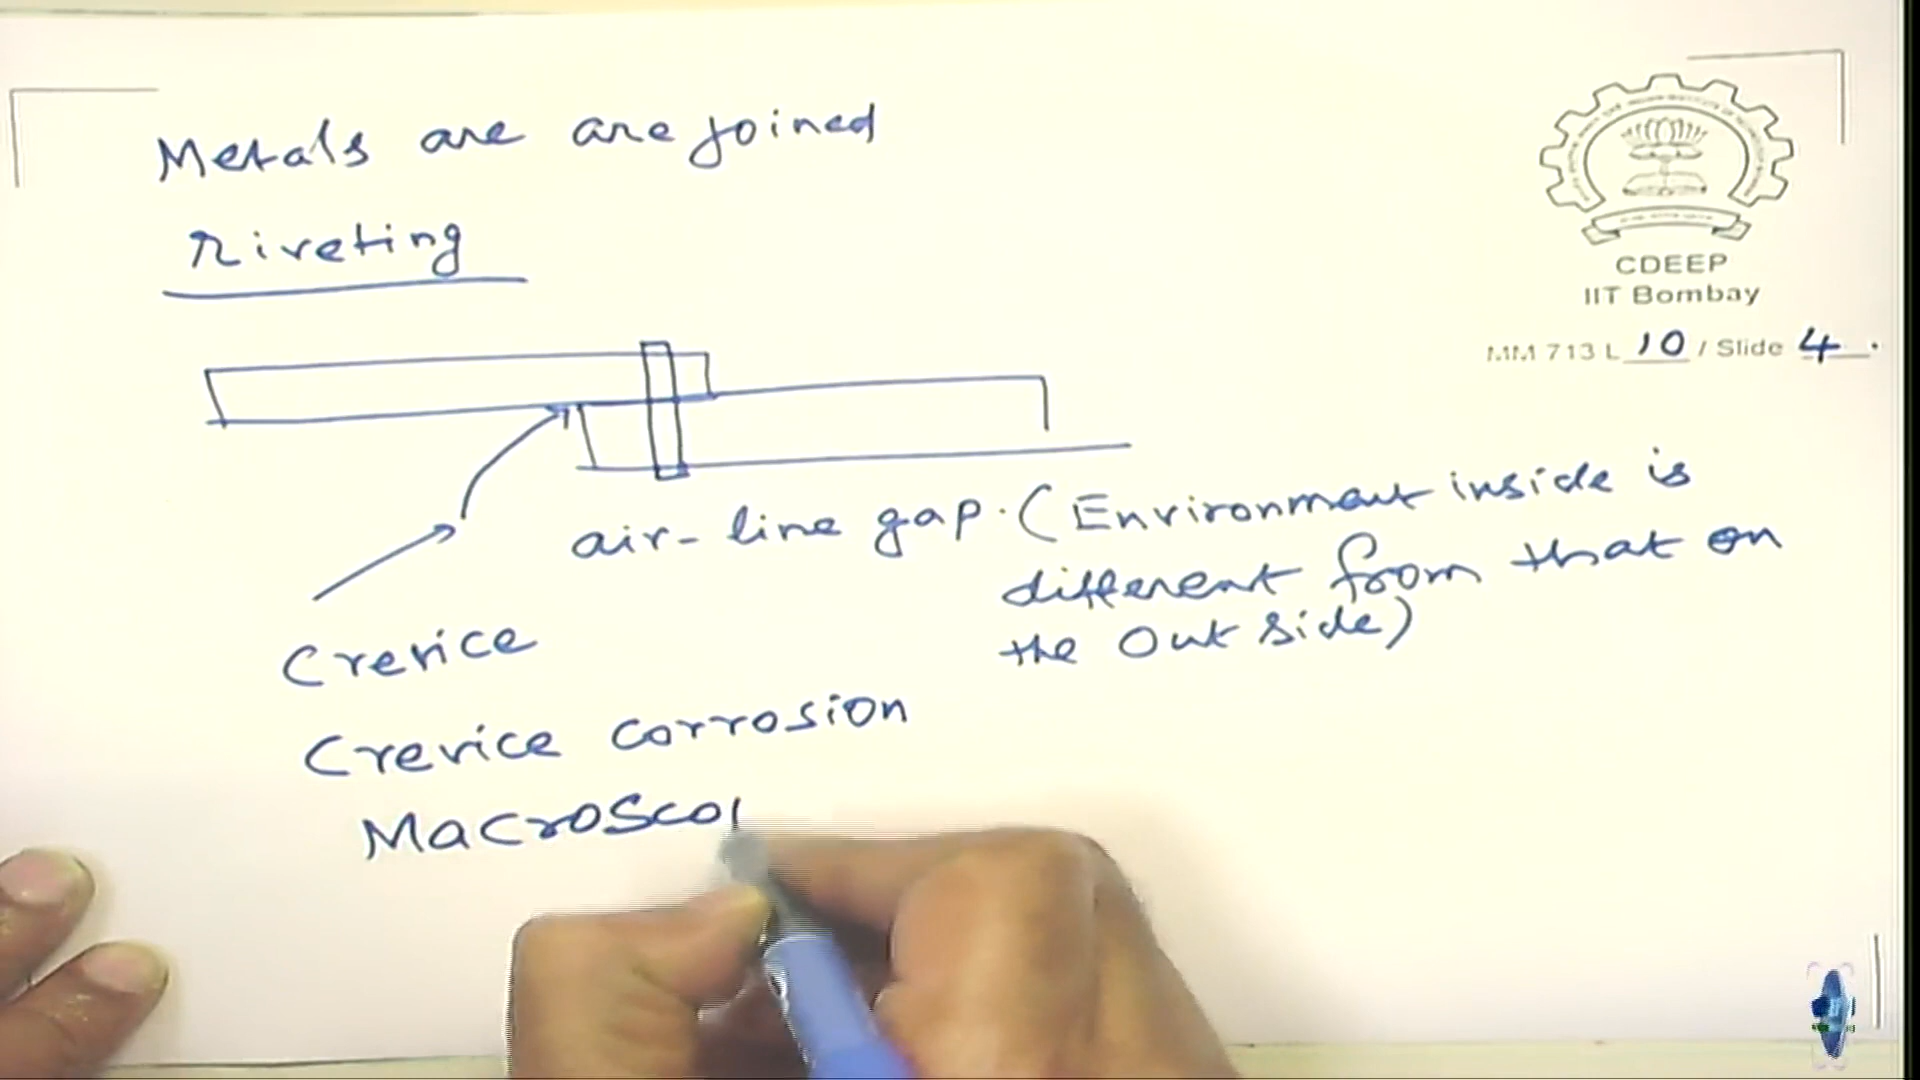 Metals are are joined
riveting
CDEEP
IIT Bombay
MM 713 L 10 / Slide 4
air-line gap. (Environment inside is
different from that on
the out side)
Crevice
Crevice corrosion
Macrosco